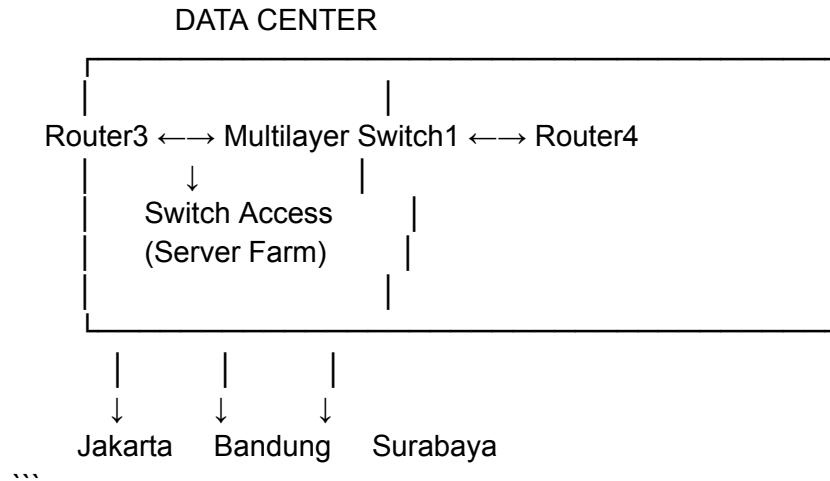 DATA CENTER
Router3 ←→ Multilayer Switch1 ←→ Router4
↓
Switch Access
(Server Farm)
↓ ↓ ↓
Jakarta Bandung Surabaya
```